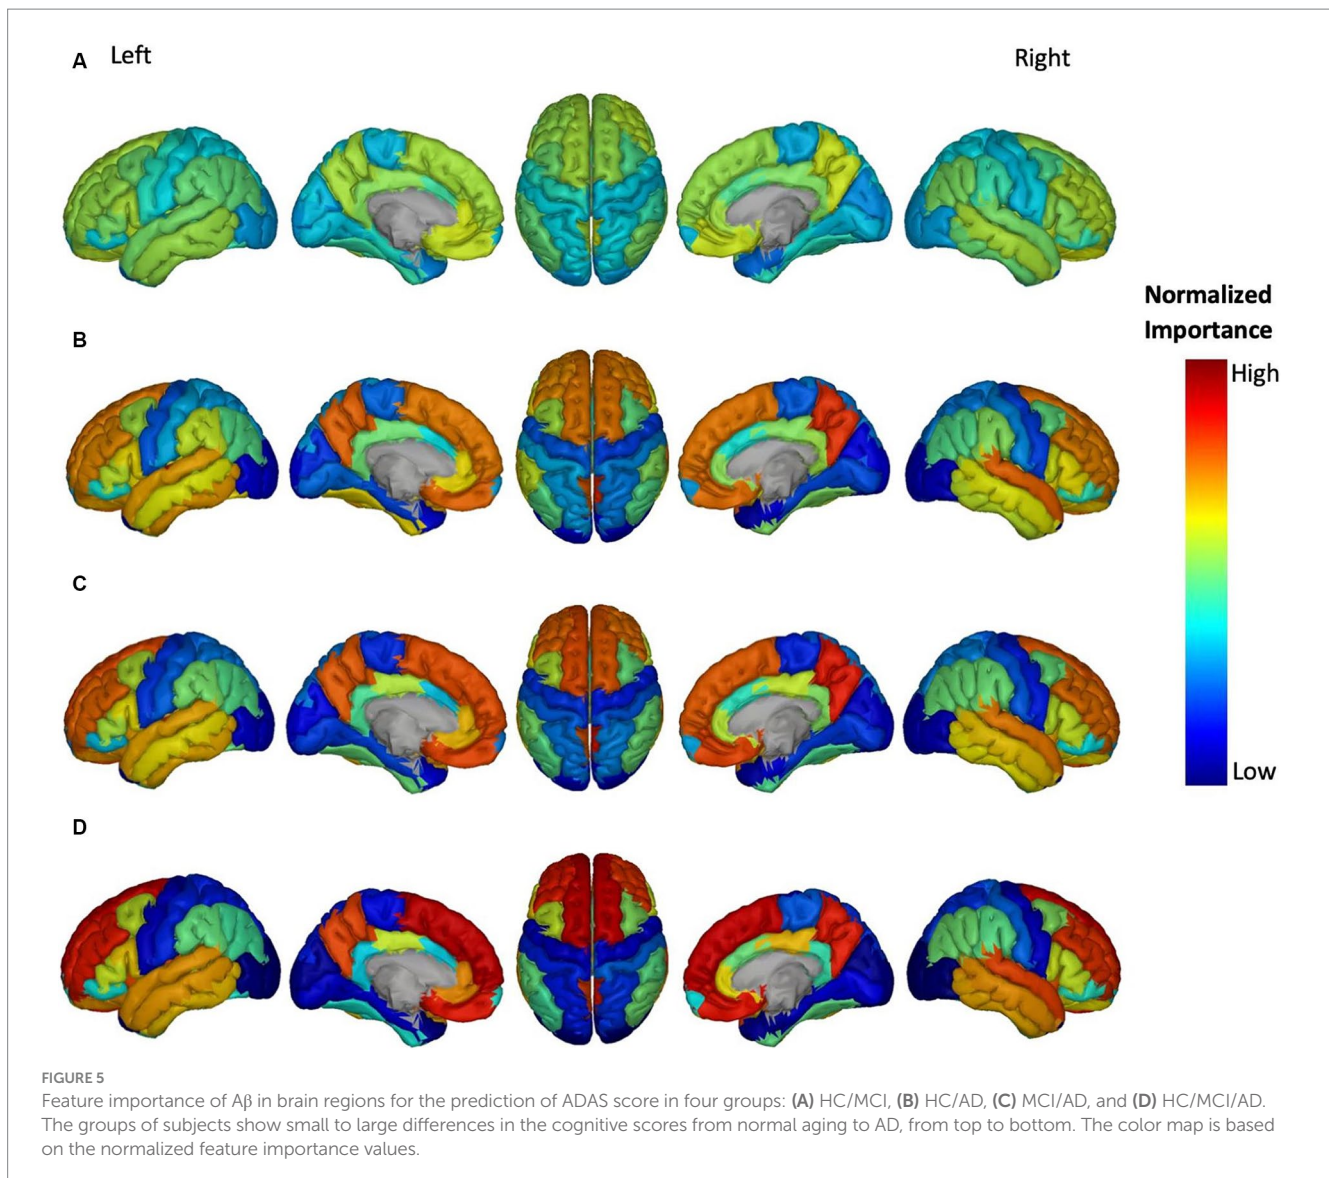 A Left Right
B
Normalized
Importance
High
C
Low
D
FIGURE 5
Feature importance of Aβ in brain regions for the prediction of ADAS score in four groups: (A) HC/MCI, (B) HC/AD, (C) MCI/AD, and (D) HC/MCI/AD.
The groups of subjects show small to large differences in the cognitive scores from normal aging to AD, from top to bottom. The color map is based
on the normalized feature importance values.